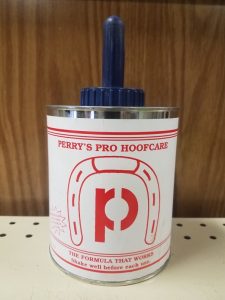 PERRY'S PRO HOOFCARE
p
THE FORMULA THAT WORKS
Shake well before each use.